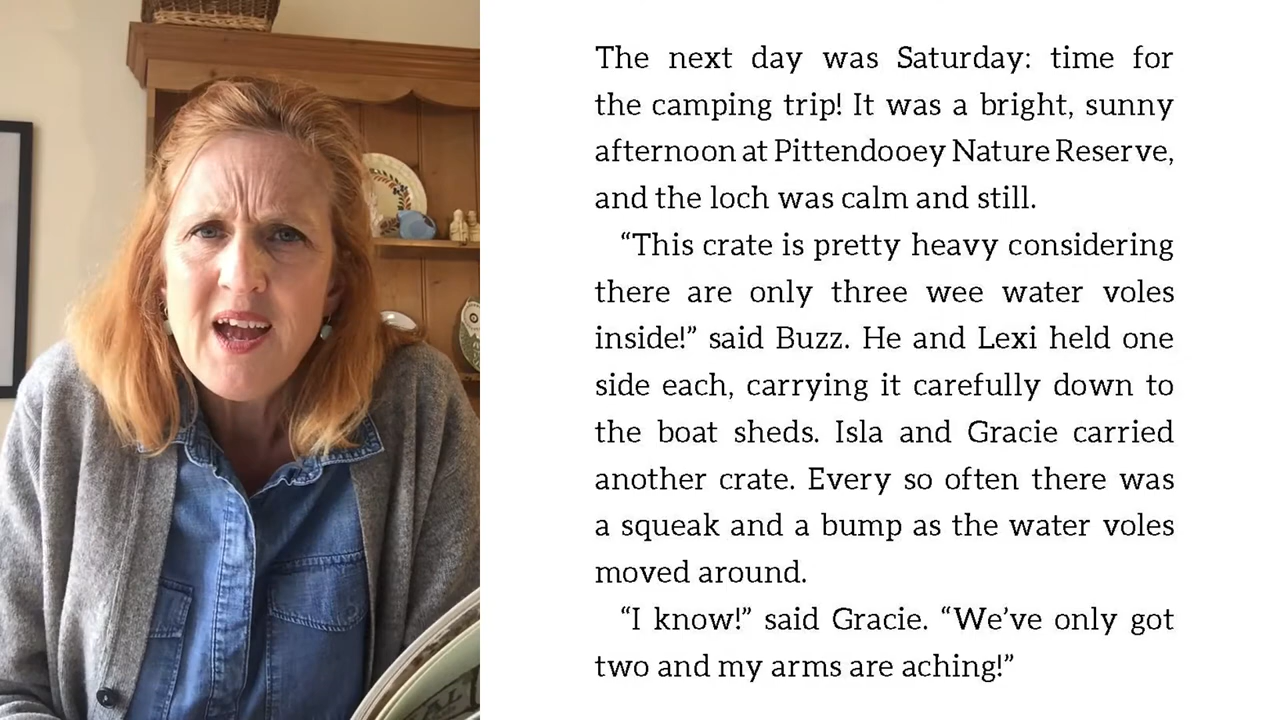 The next day was Saturday: time for
the camping trip! It was a bright, sunny
afternoon at Pittendooey Nature Reserve,
and the loch was calm and still.
“This crate is pretty heavy considering
there are only three wee water voles
inside!” said Buzz. He and Lexi held one
side each, carrying it carefully down to
the boat sheds. Isla and Gracie carried
another crate. Every so often there was
a squeak and a bump as the water voles
moved around.
“I know!” said Gracie. “We’ve only got
two and my arms are aching!”